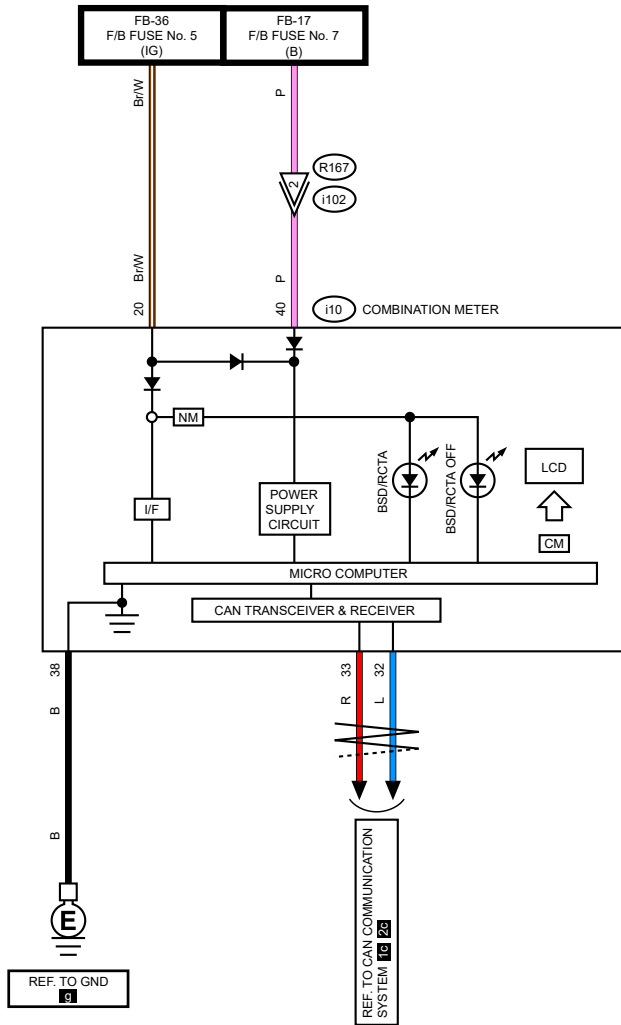 FB-36
F/B FUSE No. 5
(IG)
FB-17
F/B FUSE No. 7
(B)
Br/W
P
2
R167
i102
Br/W
P
20
40
i10
COMBINATION METER
NM
I/F
POWER
SUPPLY
CIRCUIT
BSD/RCTA
BSD/RCTA OFF
LCD
CM
MICRO COMPUTER
CAN TRANSCEIVER & RECEIVER
38
33
32
B
R
L
B
E
REF. TO GND
g
REF. TO CAN COMMUNICATION
SYSTEM 1c 2c